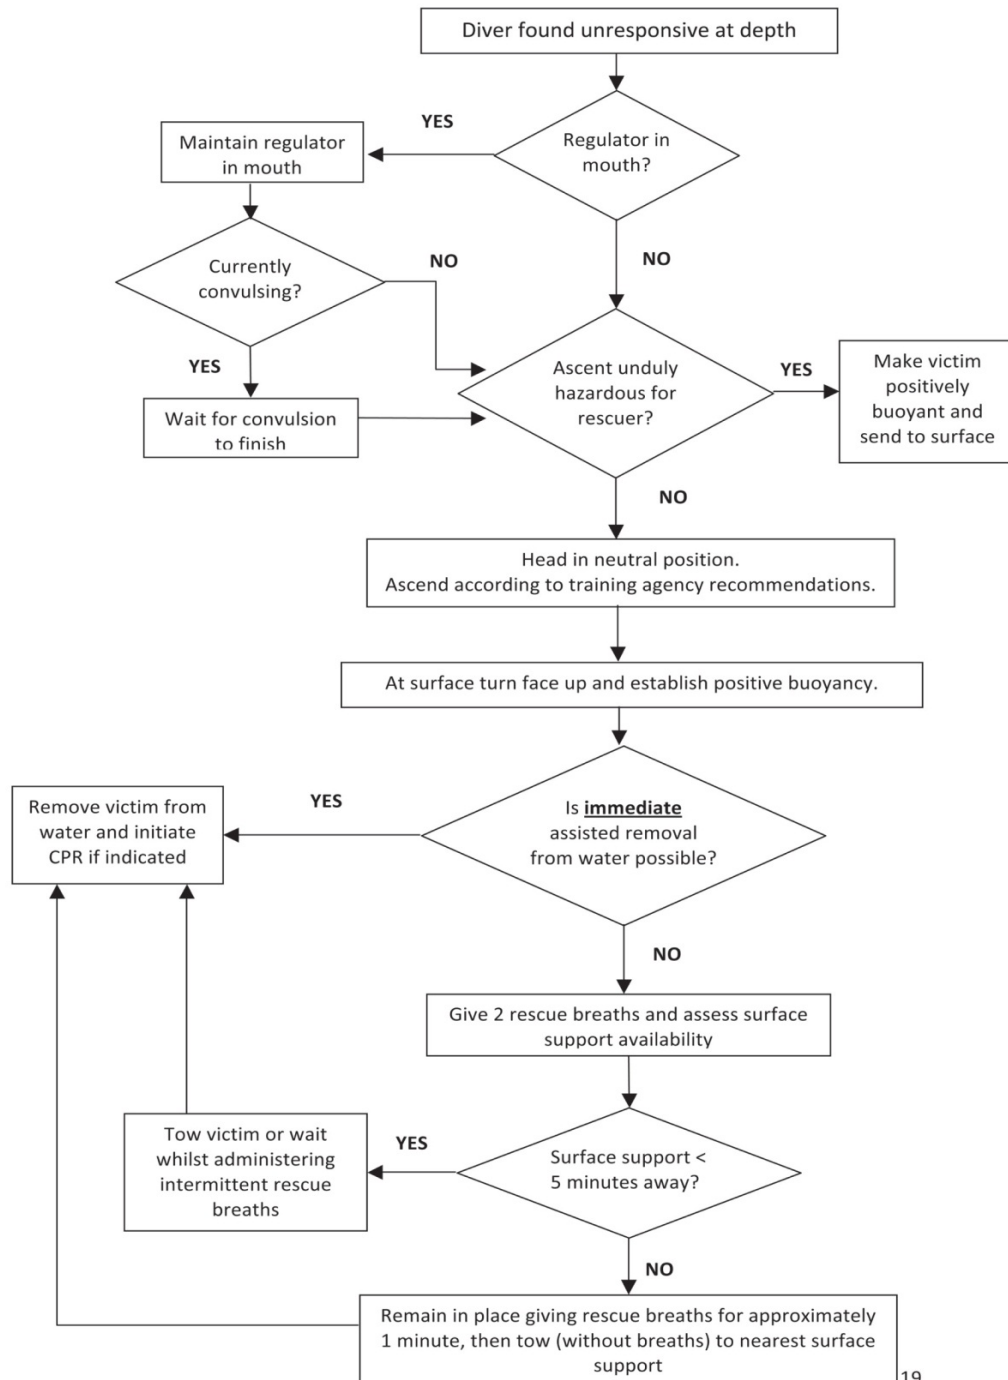 Diver found unresponsive at depth
YES
Regulator in
mouth?
Maintain regulator
in mouth
NO
Currently
convulsing?
NO
YES
Wait for convulsion
to finish
Ascent unduly
hazardous for
rescuer?
YES
Make victim
positively
buoyant and
send to surface
NO
Head in neutral position.
Ascend according to training agency recommendations.
At surface turn face up and establish positive buoyancy.
Is immediate
assisted removal
from water possible?
YES
Remove victim from
water and initiate
CPR if indicated
NO
Give 2 rescue breaths and assess surface
support availability
Surface support <
5 minutes away?
YES
Tow victim or wait
whilst administering
intermittent rescue
breaths
NO
Remain in place giving rescue breaths for approximately
1 minute, then tow (without breaths) to nearest surface
support
19